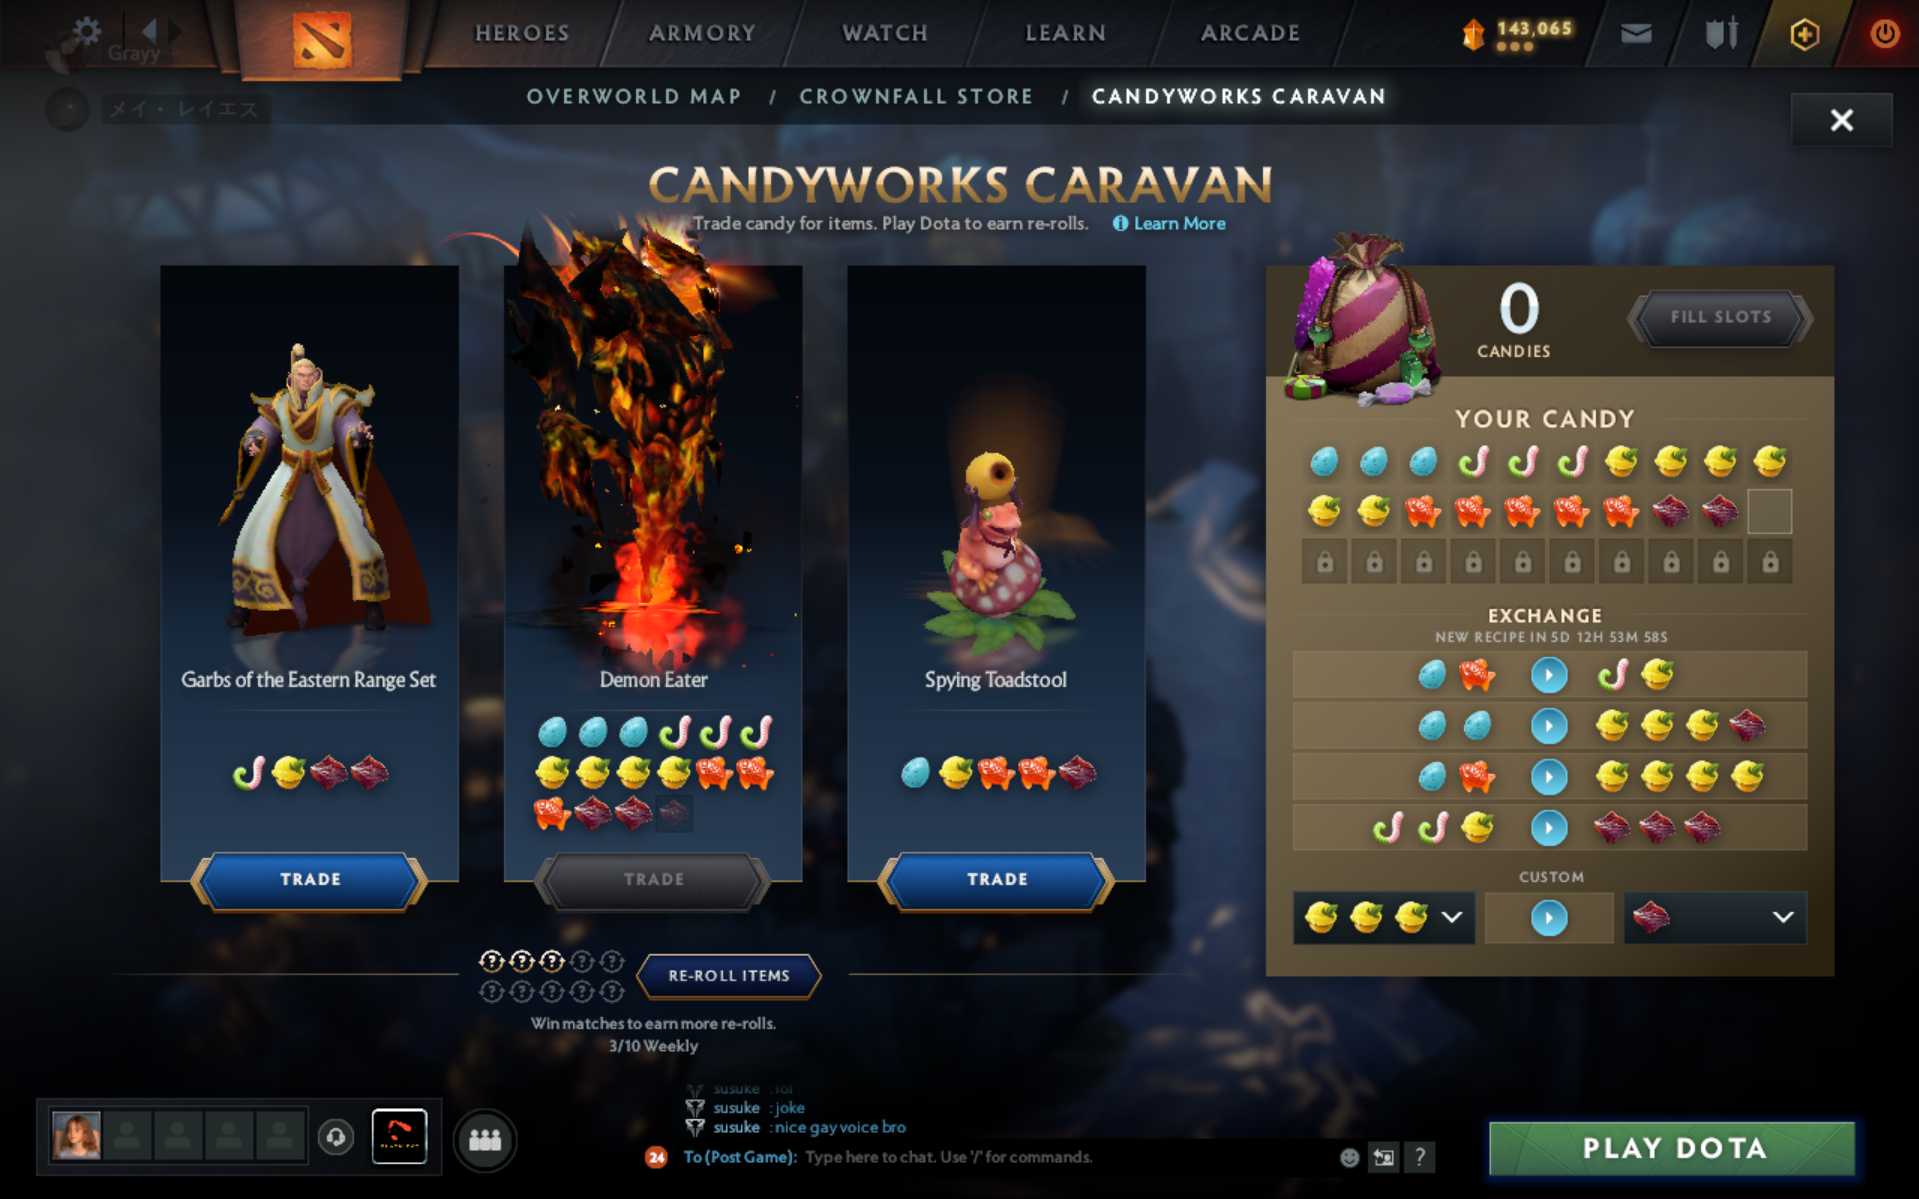 Grayy
HEROES
ARMORY
WATCH
LEARN
ARCADE
143,065
メイ・レイエス
OVERWORLD MAP / CROWNFALL STORE / CANDYWORKS CARAVAN
CANDYWORKS CARAVAN
Trade candy for items. Play Dota to earn re-rolls.
Learn More
0
CANDIES
FILL SLOTS
YOUR CANDY
EXCHANGE
NEW RECIPE IN 5D 12H 53M 58S
CUSTOM
Garbs of the Eastern Range Set
TRADE
Demon Eater
TRADE
Spying Toadstool
TRADE
RE-ROLL ITEMS
Win matches to earn more re-rolls.
3/10 Weekly
susuke : lol
susuke : joke
susuke : nice gay voice bro
24
To (Post Game): Type here to chat. Use '/' for commands.
?
PLAY DOTA